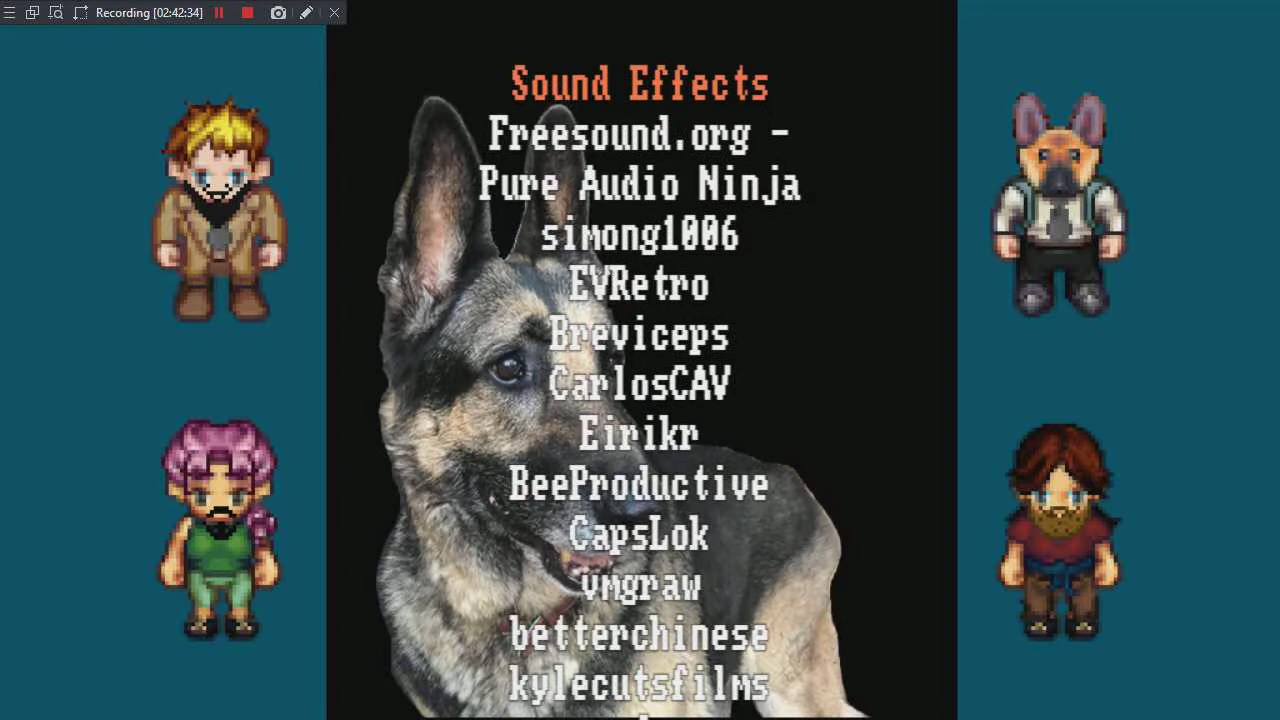 Recording [02:42:34]
Sound Effects
Freesound.org -
Pure Audio Ninja
simong1006
EVRetro
Breviceps
CarlosCAV
Eirikr
BeeProductive
CapsLok
vmgraw
betterchinese
kylecutsfilms